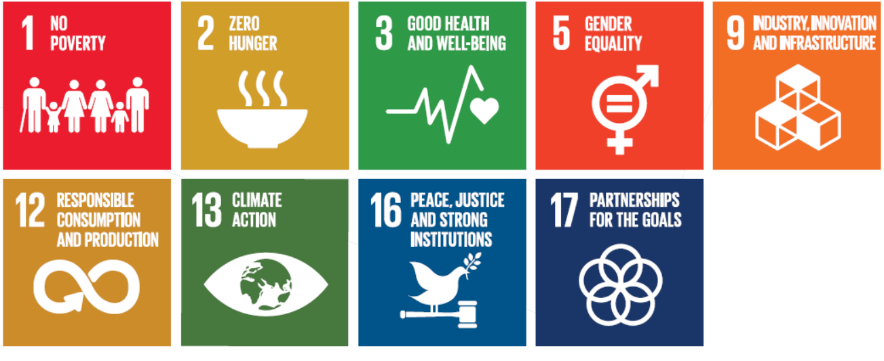 1 NO
POVERTY
2 ZERO
HUNGER
3 GOOD HEALTH
AND WELL-BEING
5 GENDER
EQUALITY
9 INDUSTRY, INNOVATION
AND INFRASTRUCTURE
12 RESPONSIBLE
CONSUMPTION
AND PRODUCTION
13 CLIMATE
ACTION
16 PEACE, JUSTICE
AND STRONG
INSTITUTIONS
17 PARTNERSHIPS
FOR THE GOALS